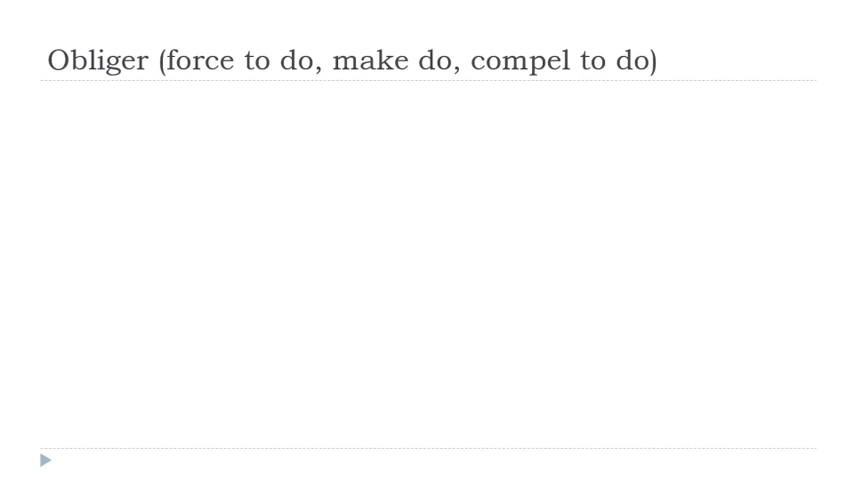 Obliger (force to do, make do, compel to do)